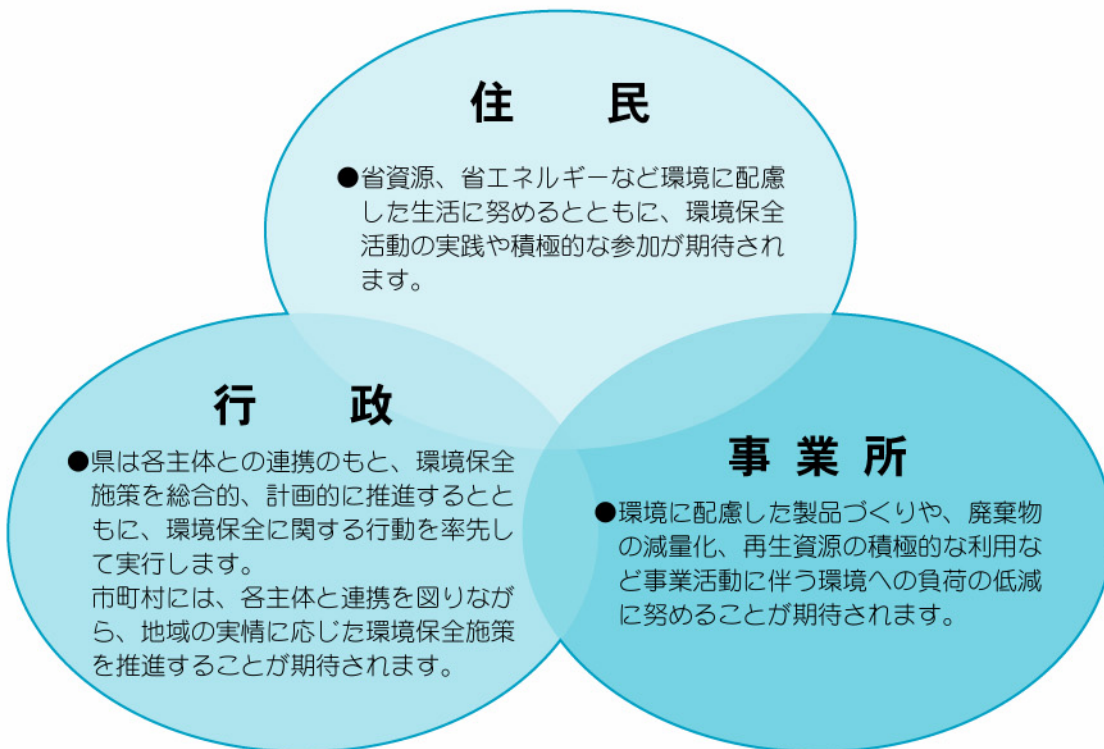 住　民
●省資源、省エネルギーなど環境に配慮
した生活に努めるとともに、環境保全
活動の実践や積極的な参加が期待され
ます。
行　政
●県は各主体との連携のもと、環境保全
施策を総合的、計画的に推進するとと
もに、環境保全に関する行動を率先し
て実行します。
市町村には、各主体と連携を図りなが
ら、地域の実情に応じた環境保全施策
を推進することが期待されます。
事 業 所
●環境に配慮した製品づくりや、廃棄物
の減量化、再生資源の積極的な利用な
ど事業活動に伴う環境への負荷の低減
に努めることが期待されます。